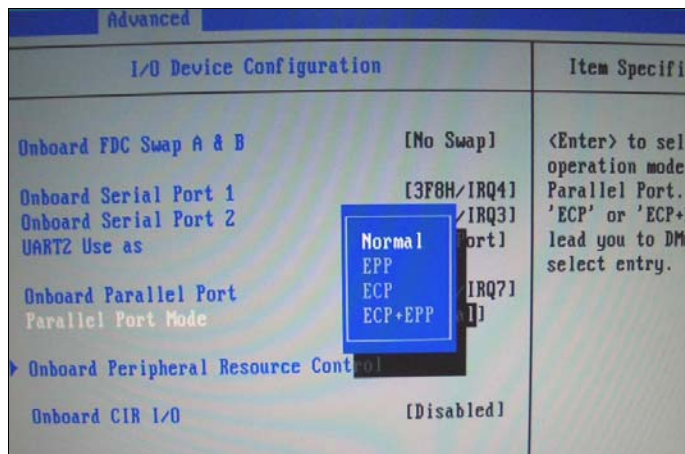 Advanced
I/O Device Configuration
Item Specifi
Onboard FDC Swap A & B [No Swap]
<Enter> to sel
operation mode
Onboard Serial Port 1 [3F8H/IRQ4]
Parallel Port.
Onboard Serial Port 2 /IRQ3]
'ECP' or 'ECP+
UART2 Use as ort]
lead you to DM
select entry.
Normal
EPP
ECP
ECP+EPP
Onboard Parallel Port /IRQ7]
Parallel Port Mode al]
Onboard Peripheral Resource Control
Onboard CIR I/O [Disabled]